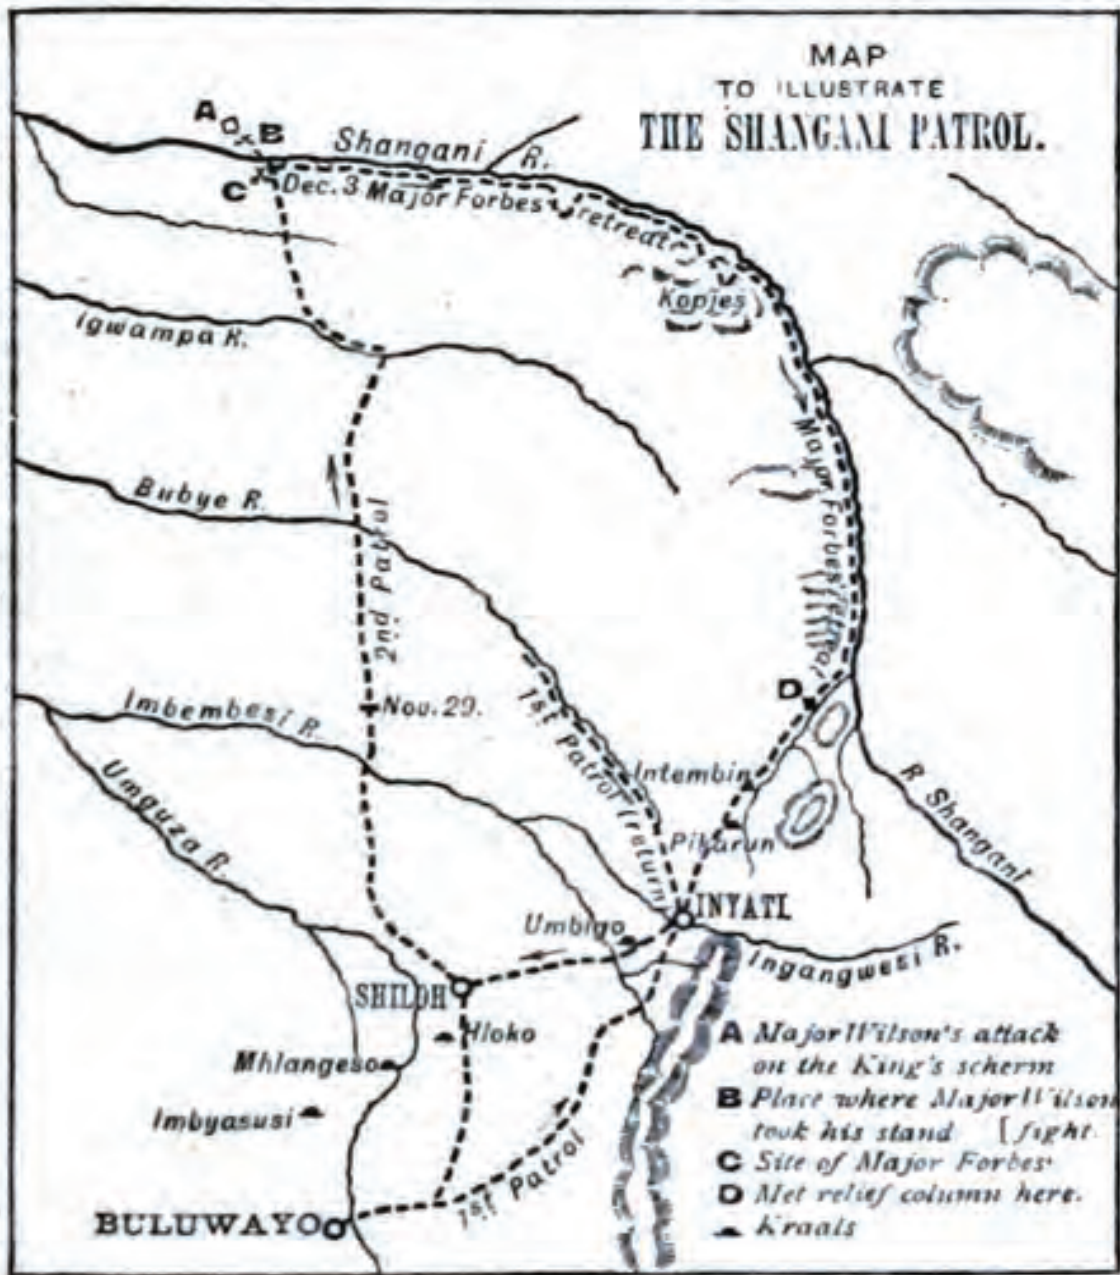 MAP
TO ILLUSTRATE
THE SHANGANI PATROL.
A
B
Shangani R.
C
Dec. 3 Major Forbes' retreat
Kopjes
Igwampa R.
Major Forbes' retreat
Bubye R.
2nd Patrol
1st Patrol (return)
Nov. 29.
D
Imbembesi R.
Intembin
Umguza R.
R Shangani
Pikarun
INYATI.
Umbigo
Ingangwesi R.
SHILOH
Hloko
Mhlangeso
Imbyasusi
1st Patrol
BULUWAYO
A Major Wilson's attack
on the King's scherm
B Place where Major Wilson
took his stand [fight.
C Site of Major Forbes'
D Met relief column here.
Kraals